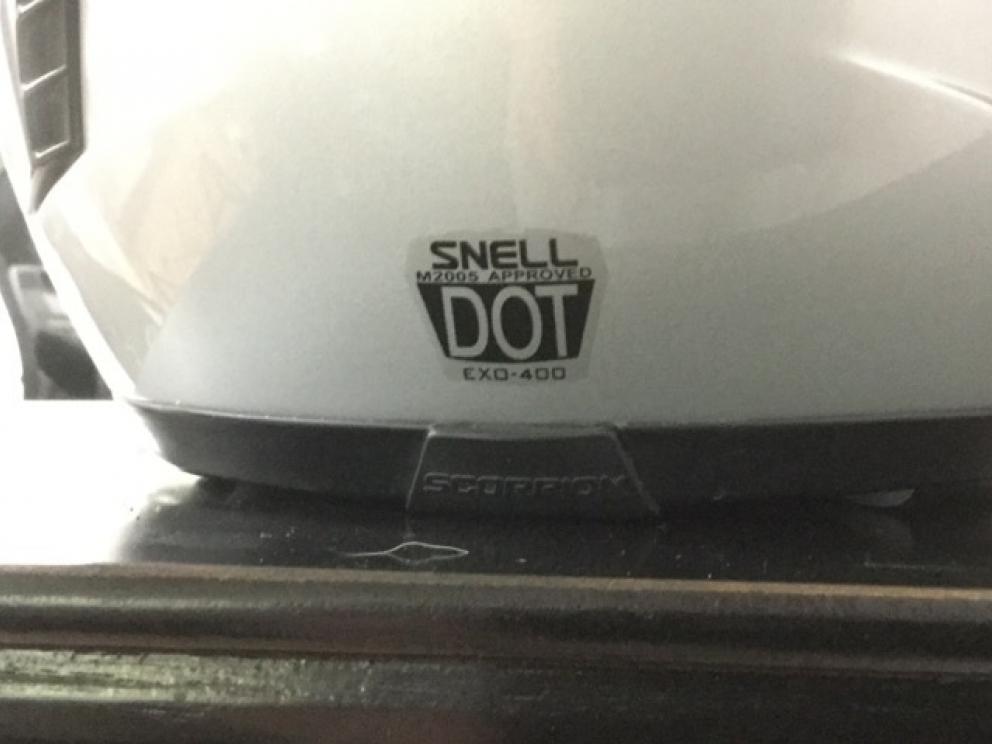 SNELL
M2005 APPROVED
DOT
EXO-400
SCORPION